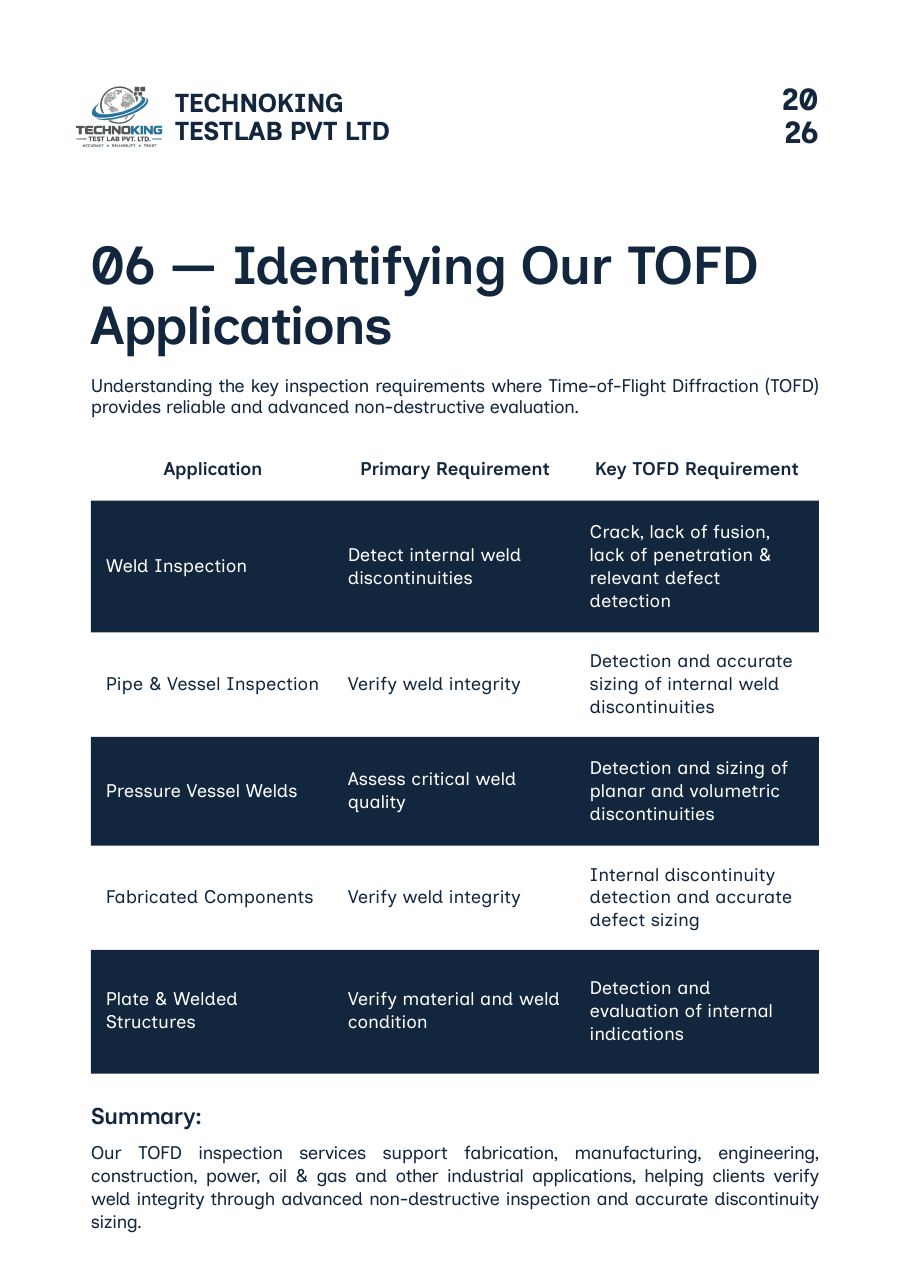 TECHNOKING
TEST LAB PVT. LTD.
ACCURACY • RELIABILITY • TRUST
TECHNOKING
TESTLAB PVT LTD
20
26
06 — Identifying Our TOFD
Applications
Understanding the key inspection requirements where Time-of-Flight Diffraction (TOFD)
provides reliable and advanced non-destructive evaluation.
Application
Primary Requirement
Key TOFD Requirement
Weld Inspection
Detect internal weld
discontinuities
Crack, lack of fusion,
lack of penetration &
relevant defect
detection
Pipe & Vessel Inspection
Verify weld integrity
Detection and accurate
sizing of internal weld
discontinuities
Pressure Vessel Welds
Assess critical weld
quality
Detection and sizing of
planar and volumetric
discontinuities
Fabricated Components
Verify weld integrity
Internal discontinuity
detection and accurate
defect sizing
Plate & Welded
Structures
Verify material and weld
condition
Detection and
evaluation of internal
indications
Summary:
Our TOFD inspection services support fabrication, manufacturing, engineering,
construction, power, oil & gas and other industrial applications, helping clients verify
weld integrity through advanced non-destructive inspection and accurate discontinuity
sizing.